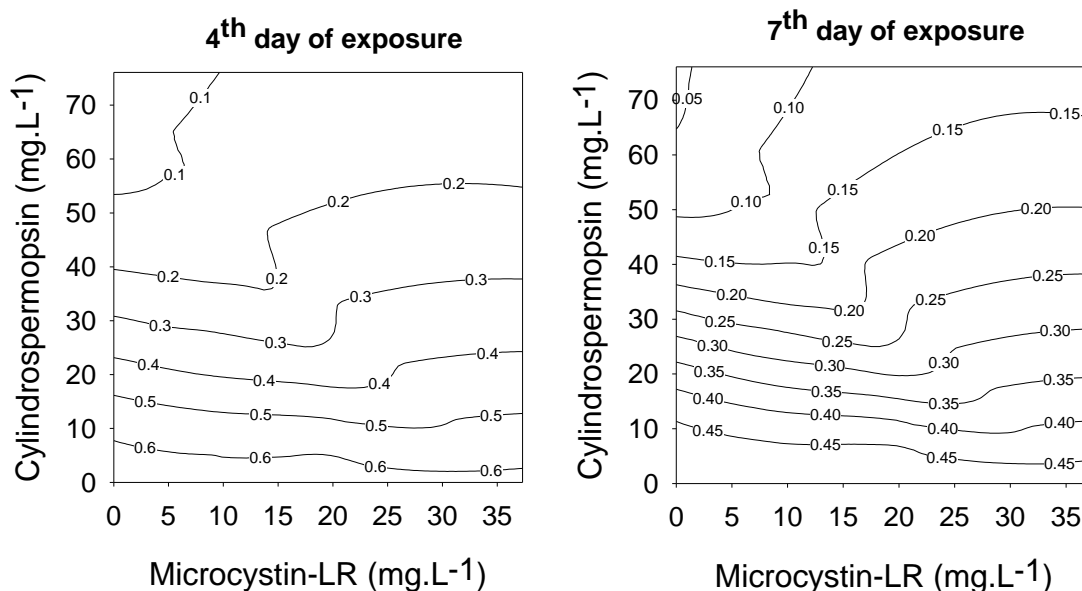 4th day of exposure
7th day of exposure
Cylindrospermopsin (mg.L-1)
70
60
50
40
30
20
10
0
0 5 10 15 20 25 30 35
Microcystin-LR (mg.L-1)
0.1
0.1
0.2
0.2 0.2
0.3
0.3 0.3
0.4
0.4 0.4 0.4
0.5 0.5 0.5 0.5
0.6 0.6 0.6 0.6
Cylindrospermopsin (mg.L-1)
70
60
50
40
30
20
10
0
0 5 10 15 20 25 30 35
Microcystin-LR (mg.L-1)
0.05 0.10
0.15 0.15
0.10
0.15
0.15 0.15
0.20
0.20 0.20 0.20
0.25 0.25
0.25 0.25
0.30 0.30
0.30 0.30
0.35 0.35 0.35 0.35
0.40 0.40 0.40 0.40
0.45 0.45 0.45 0.45